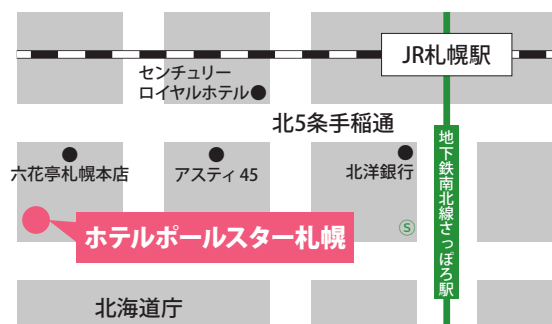 JR札幌駅
センチュリー
ロイヤルホテル
北5条手稲通
六花亭札幌本店
アスティ45
北洋銀行
地下鉄南北線さっぽろ駅
S
ホテルポールスター札幌
北海道庁